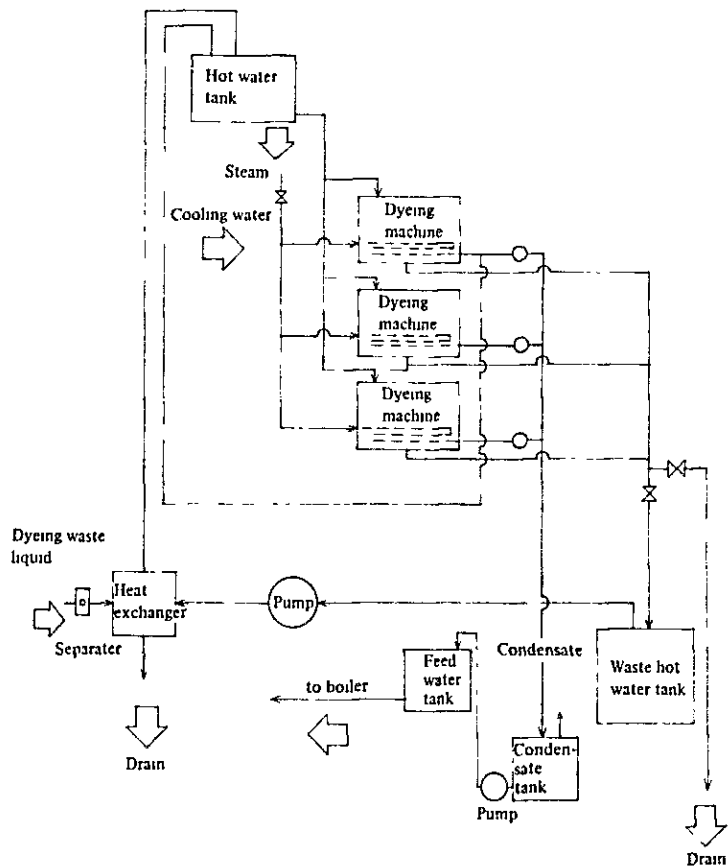 Hot water
tank
Steam
Cooling water
Dyeing
machine
Dyeing
machine
Dyeing
machine
Dyeing waste
liquid
Heat
exchanger
Separater
Pump
Drain
to boiler
Feed
water
tank
Condensate
Waste hot
water tank
Conden-
sate
tank
Pump
Drain